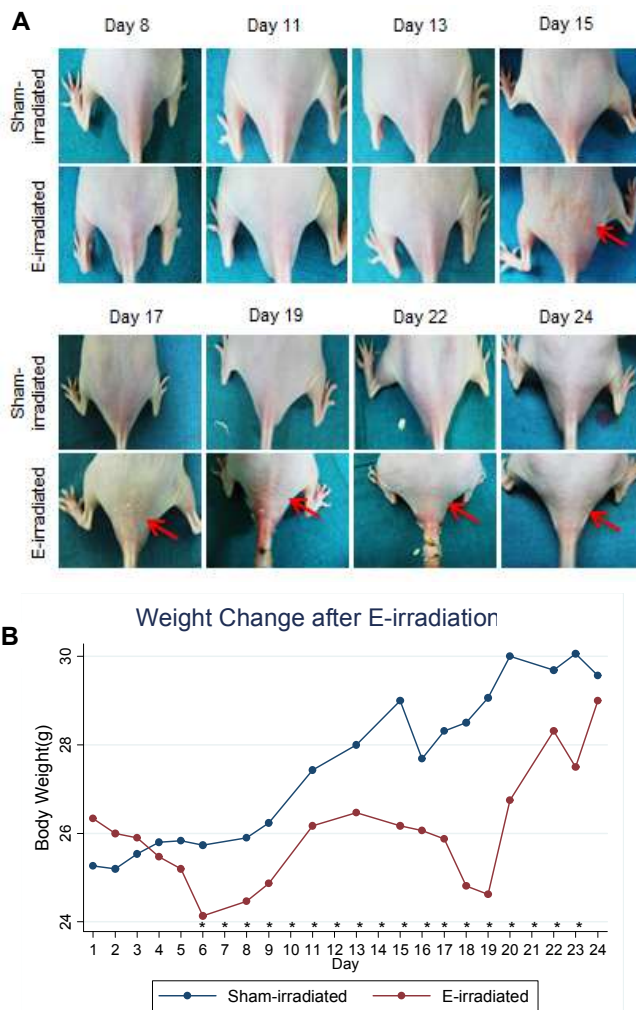 A
Day 8 Day 11 Day 13 Day 15
Sham-
irradiated
E-irradiated
Day 17 Day 19 Day 22 Day 24
Sham-
irradiated
E-irradiated
B
Weight Change after E-irradiation
Body Weight(g)
30
28
26
24
* * * * * * * * * * * * * * * * * *
1 2 3 4 5 6 7 8 9 10 11 12 13 14 15 16 17 18 19 20 21 22 23 24
Day
Sham-irradiated E-irradiated